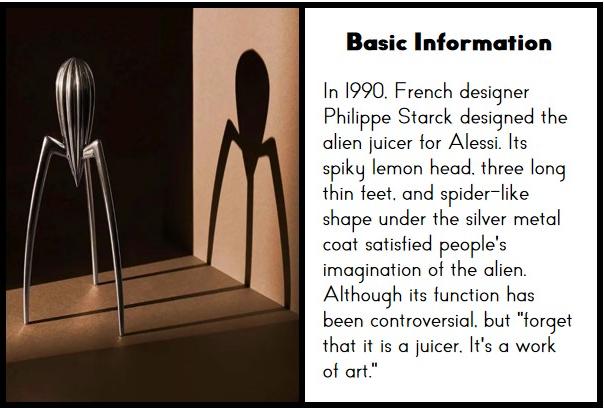 Basic Information
In 1990, French designer
Philippe Starck designed the
alien juicer for Alessi. Its
spiky lemon head, three long
thin feet, and spider-like
shape under the silver metal
coat satisfied people's
imagination of the alien.
Although its function has
been controversial, but "forget
that it is a juicer, It's a work
of art."